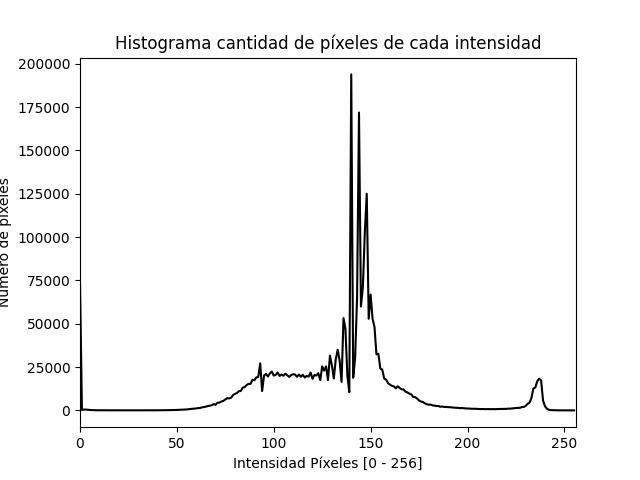 Histograma cantidad de píxeles de cada intensidad
200000
175000
150000
125000
100000
75000
50000
25000
0
Número de píxeles
0 50 100 150 200 250
Intensidad Píxeles [0 - 256]